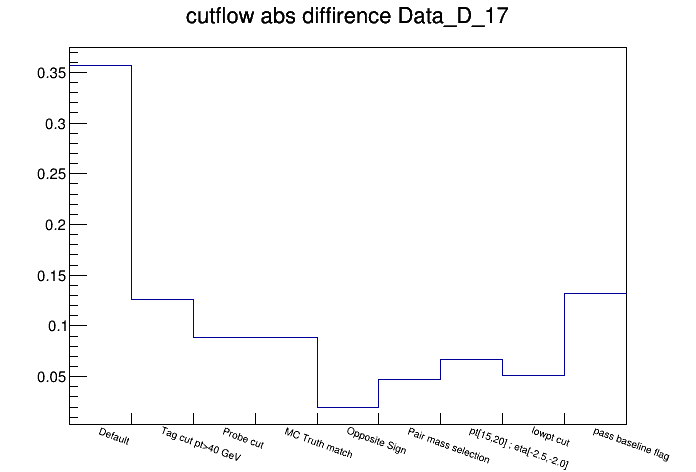 cutflow abs diffirence Data_D_17
0.35
0.3
0.25
0.2
0.15
0.1
0.05
Default
Tag cut pt>40 GeV
Probe cut
MC Truth match
Opposite Sign
Pair mass selection
pt[15,20] : eta[-2.5,-2.0]
lowpt cut
pass baseline flag